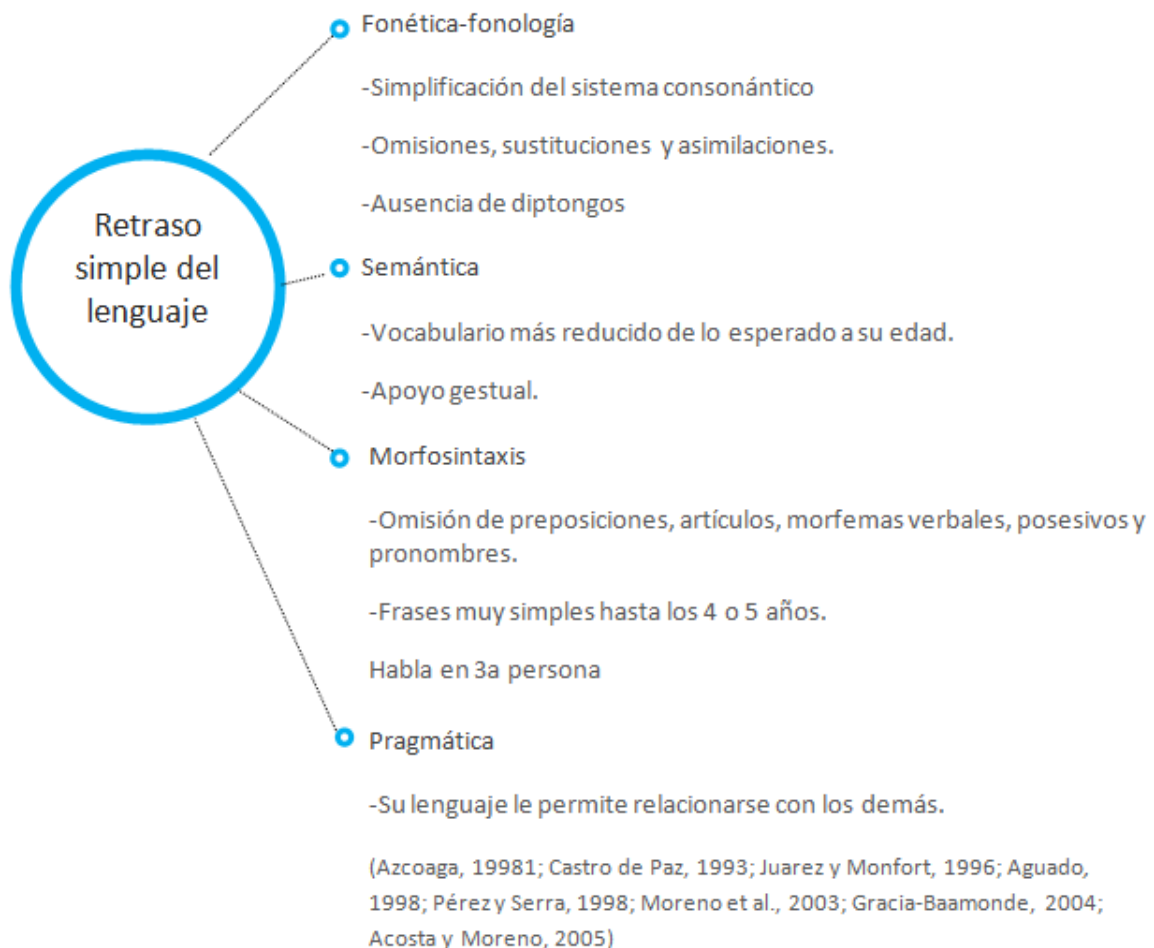 Fonética-fonología
-Simplificación del sistema consonántico
-Omisiones, sustituciones y asimilaciones.
-Ausencia de diptongos
Retraso
simple del
lenguaje
Semántica
-Vocabulario más reducido de lo esperado a su edad.
-Apoyo gestual.
Morfosintaxis
-Omisión de preposiciones, artículos, morfemas verbales, posesivos y
pronombres.
-Frases muy simples hasta los 4 o 5 años.
Habla en 3a persona
Pragmática
-Su lenguaje le permite relacionarse con los demás.
(Azcoaga, 19981; Castro de Paz, 1993; Juarez y Monfort, 1996; Aguado,
1998; Pérez y Serra, 1998; Moreno et al., 2003; Gracia-Baamonde, 2004;
Acosta y Moreno, 2005)